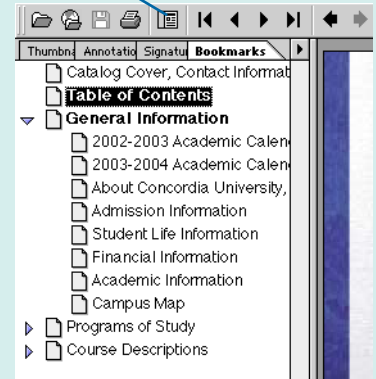 Thumbna Annotatio Signatur Bookmarks
Catalog Cover, Contact Informat
Table of Contents
General Information
2002-2003 Academic Calen
2003-2004 Academic Calen
About Concordia University,
Admission Information
Student Life Information
Financial Information
Academic Information
Campus Map
Programs of Study
Course Descriptions